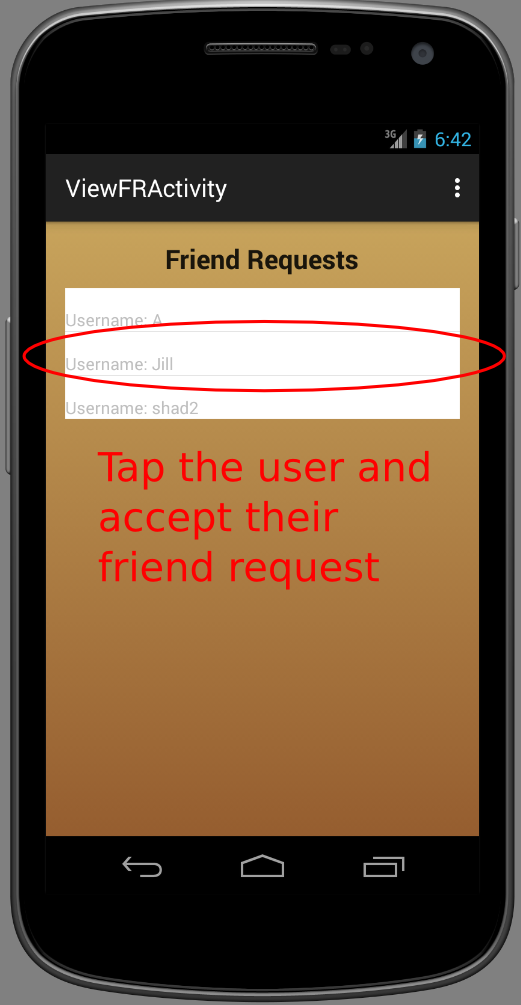 3G 6:42
ViewFRActivity
Friend Requests
Username: A
Username: Jill
Username: shad2
Tap the user and
accept their
friend request